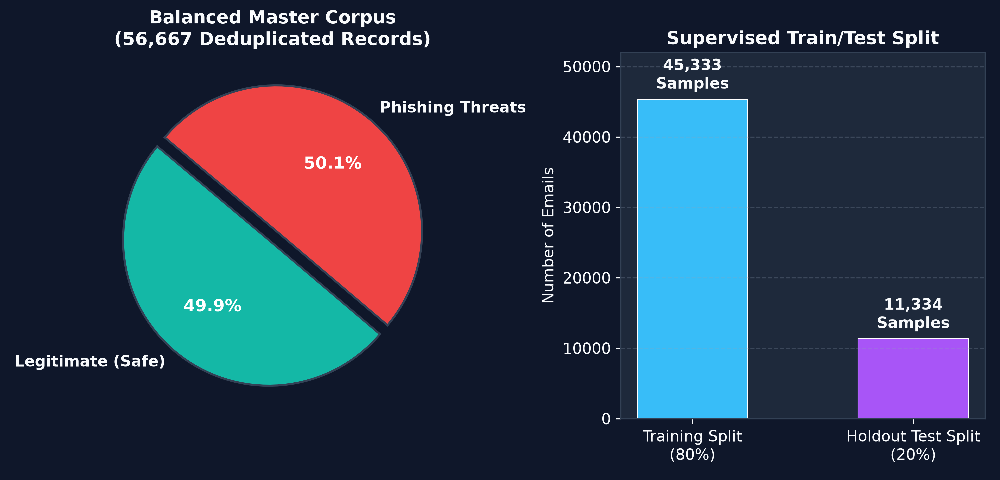 Balanced Master Corpus
(56,667 Deduplicated Records)
Phishing Threats
50.1%
49.9%
Legitimate (Safe)
Supervised Train/Test Split
Number of Emails
50000
40000
30000
20000
10000
0
45,333
Samples
11,334
Samples
Training Split
(80%)
Holdout Test Split
(20%)